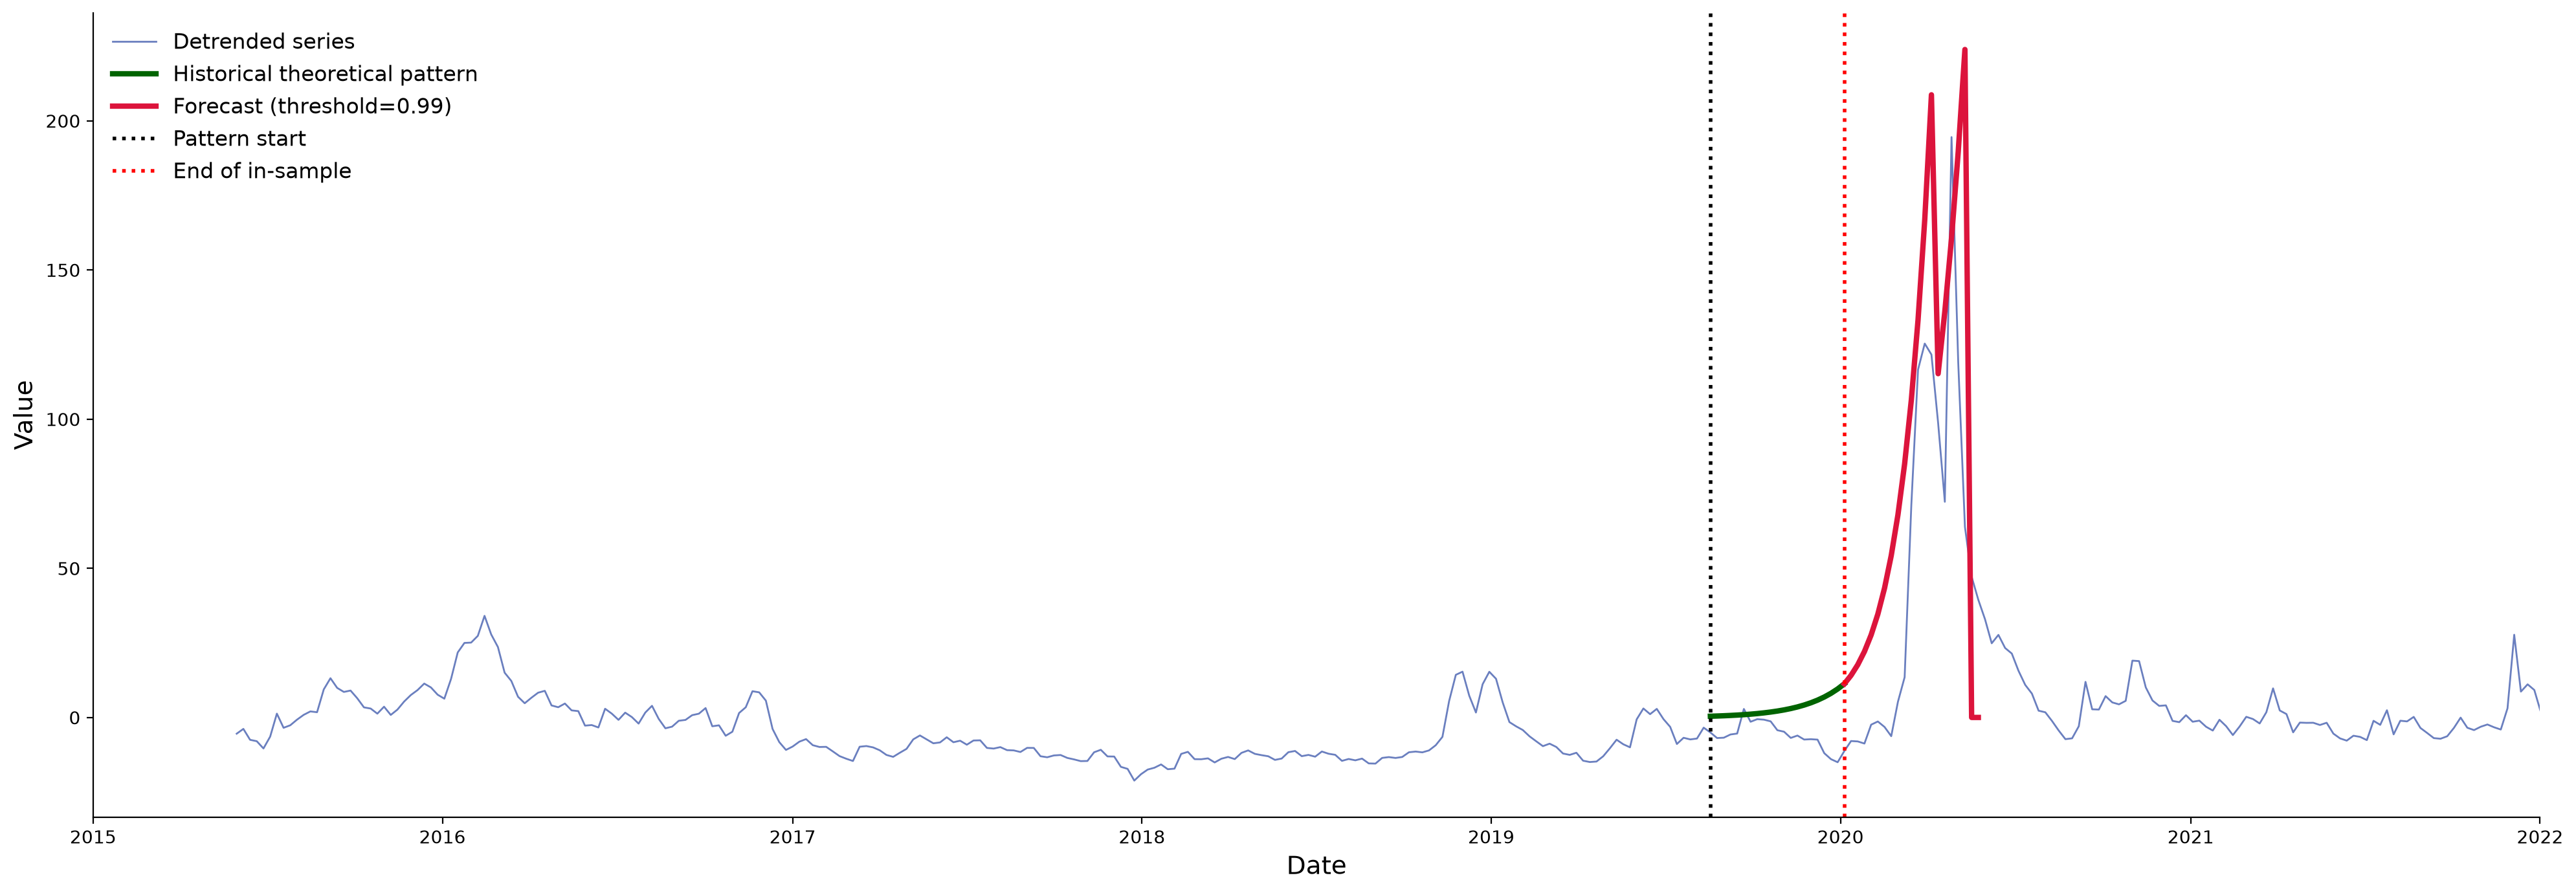 Detrended series
Historical theoretical pattern
Forecast (threshold=0.99)
Pattern start
End of in-sample
Value
200
150
100
50
0
2015 2016 2017 2018 2019 2020 2021 2022
Date